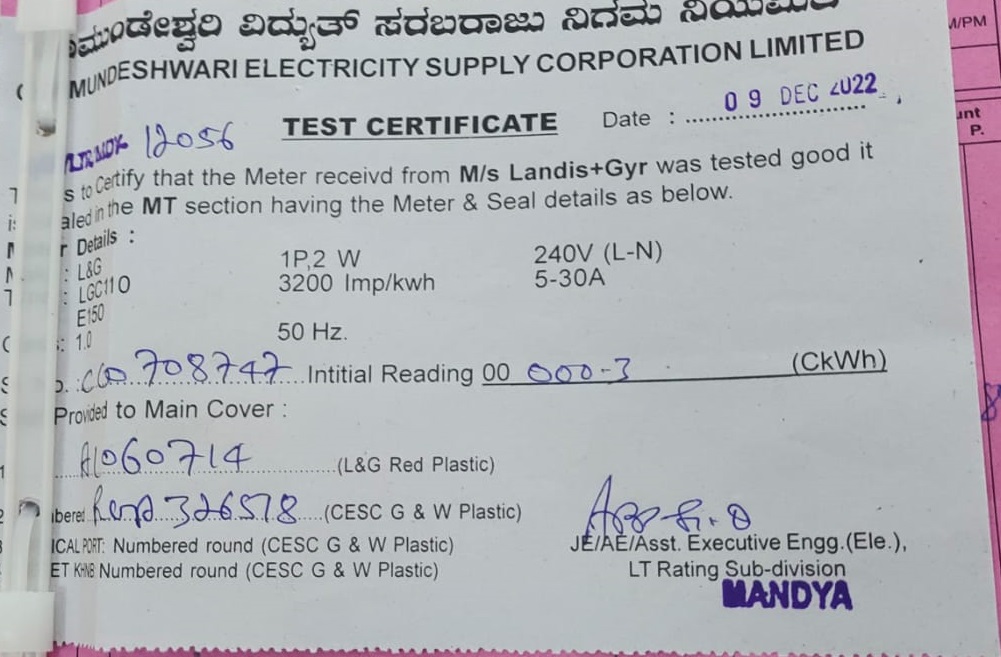 ವಿದ್ಯುತ್ ಸರಬರಾಜು ನಿಗಮ
MUNDESHWARI ELECTRICITY SUPPLY CORPORATION LIMITED
TEST CERTIFICATE Date : 09 DEC 2022
12056
s to Certify that the Meter receivd from M/s Landis+Gyr was tested good it
aled in the MT section having the Meter & Seal details as below.
r Details :
: L&G 1P,2 W 240V (L-N)
: LGC110 3200 Imp/kwh 5-30A
E150
: 1.0 50 Hz.
708747 Intitial Reading 00 000-3 (CkWh)
Provided to Main Cover :
A1060714 (L&G Red Plastic)
bered 326578 (CESC G & W Plastic)
ICAL PORT: Numbered round (CESC G & W Plastic)
ET Numbered round (CESC G & W Plastic)
JE/AE/Asst. Executive Engg.(Ele.),
LT Rating Sub-division
MANDYA
M/PM
unt
P.